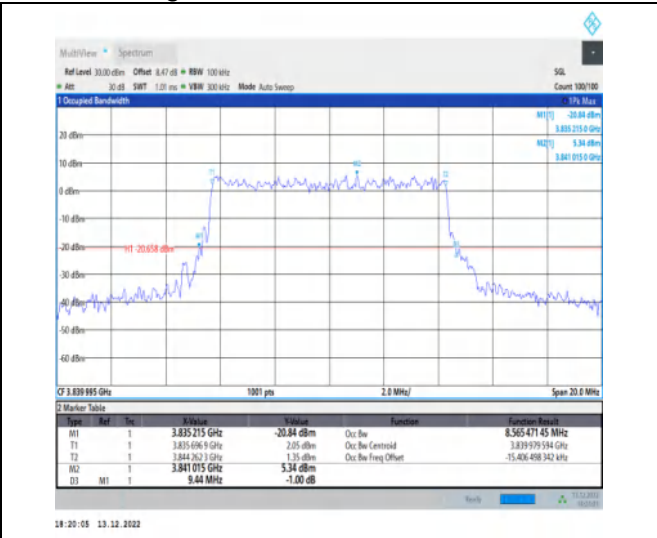 MultiView Spectrum
Ref Level 30.00 dBm Offset 8.47 dB RBW 100 kHz SGL
Att 30 dB SWT 1.01 ms VBW 300 kHz Mode Auto Sweep Count 100/100
1 Occupied Bandwidth 1Pk Max
M1[1] -20.84 dBm
3.835 215 0 GHz
20 dBm M2[1] 5.34 dBm
3.841 015 0 GHz
10 dBm
M2
T1
0 dBm
-10 dBm
M1
-20 dBm
H1 -20.658 dBm
-30 dBm
-40 dBm
-50 dBm
-60 dBm
CF 3.839 995 GHz 1001 pts 2.0 MHz/ Span 20.0 MHz
2 Marker Table
Type Ref Trc X-Value Y-Value Function Function Result
M1 1 3.835 215 GHz -20.84 dBm Occ Bw 8.565 471 45 MHz
T1 1 3.835 696 9 GHz 2.05 dBm Occ Bw Centroid 3.839 979 594 GHz
T2 1 3.844 262 3 GHz 1.35 dBm Occ Bw Freq Offset -15.406 498 342 kHz
M2 1 3.841 015 GHz 5.34 dBm
D3 M1 1 9.44 MHz -1.00 dB
Ready 13.12.2022
18:20:05 13.12.2022